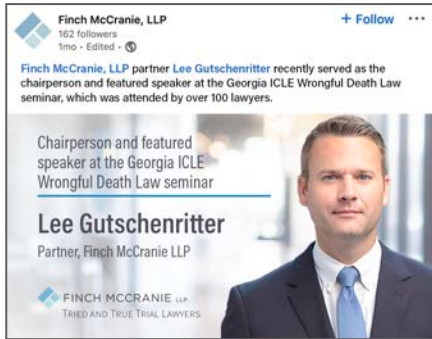 Finch McCranie, LLP
+ Follow ···
162 followers
1mo • Edited •
Finch McCranie, LLP partner Lee Gutschenritter recently served as the
chairperson and featured speaker at the Georgia ICLE Wrongful Death Law
seminar, which was attended by over 100 lawyers.
Chairperson and featured
speaker at the Georgia ICLE
Wrongful Death Law seminar
Lee Gutschenritter
Partner, Finch McCranie LLP
FINCH MCCRANIE LLP
TRIED AND TRUE TRIAL LAWYERS